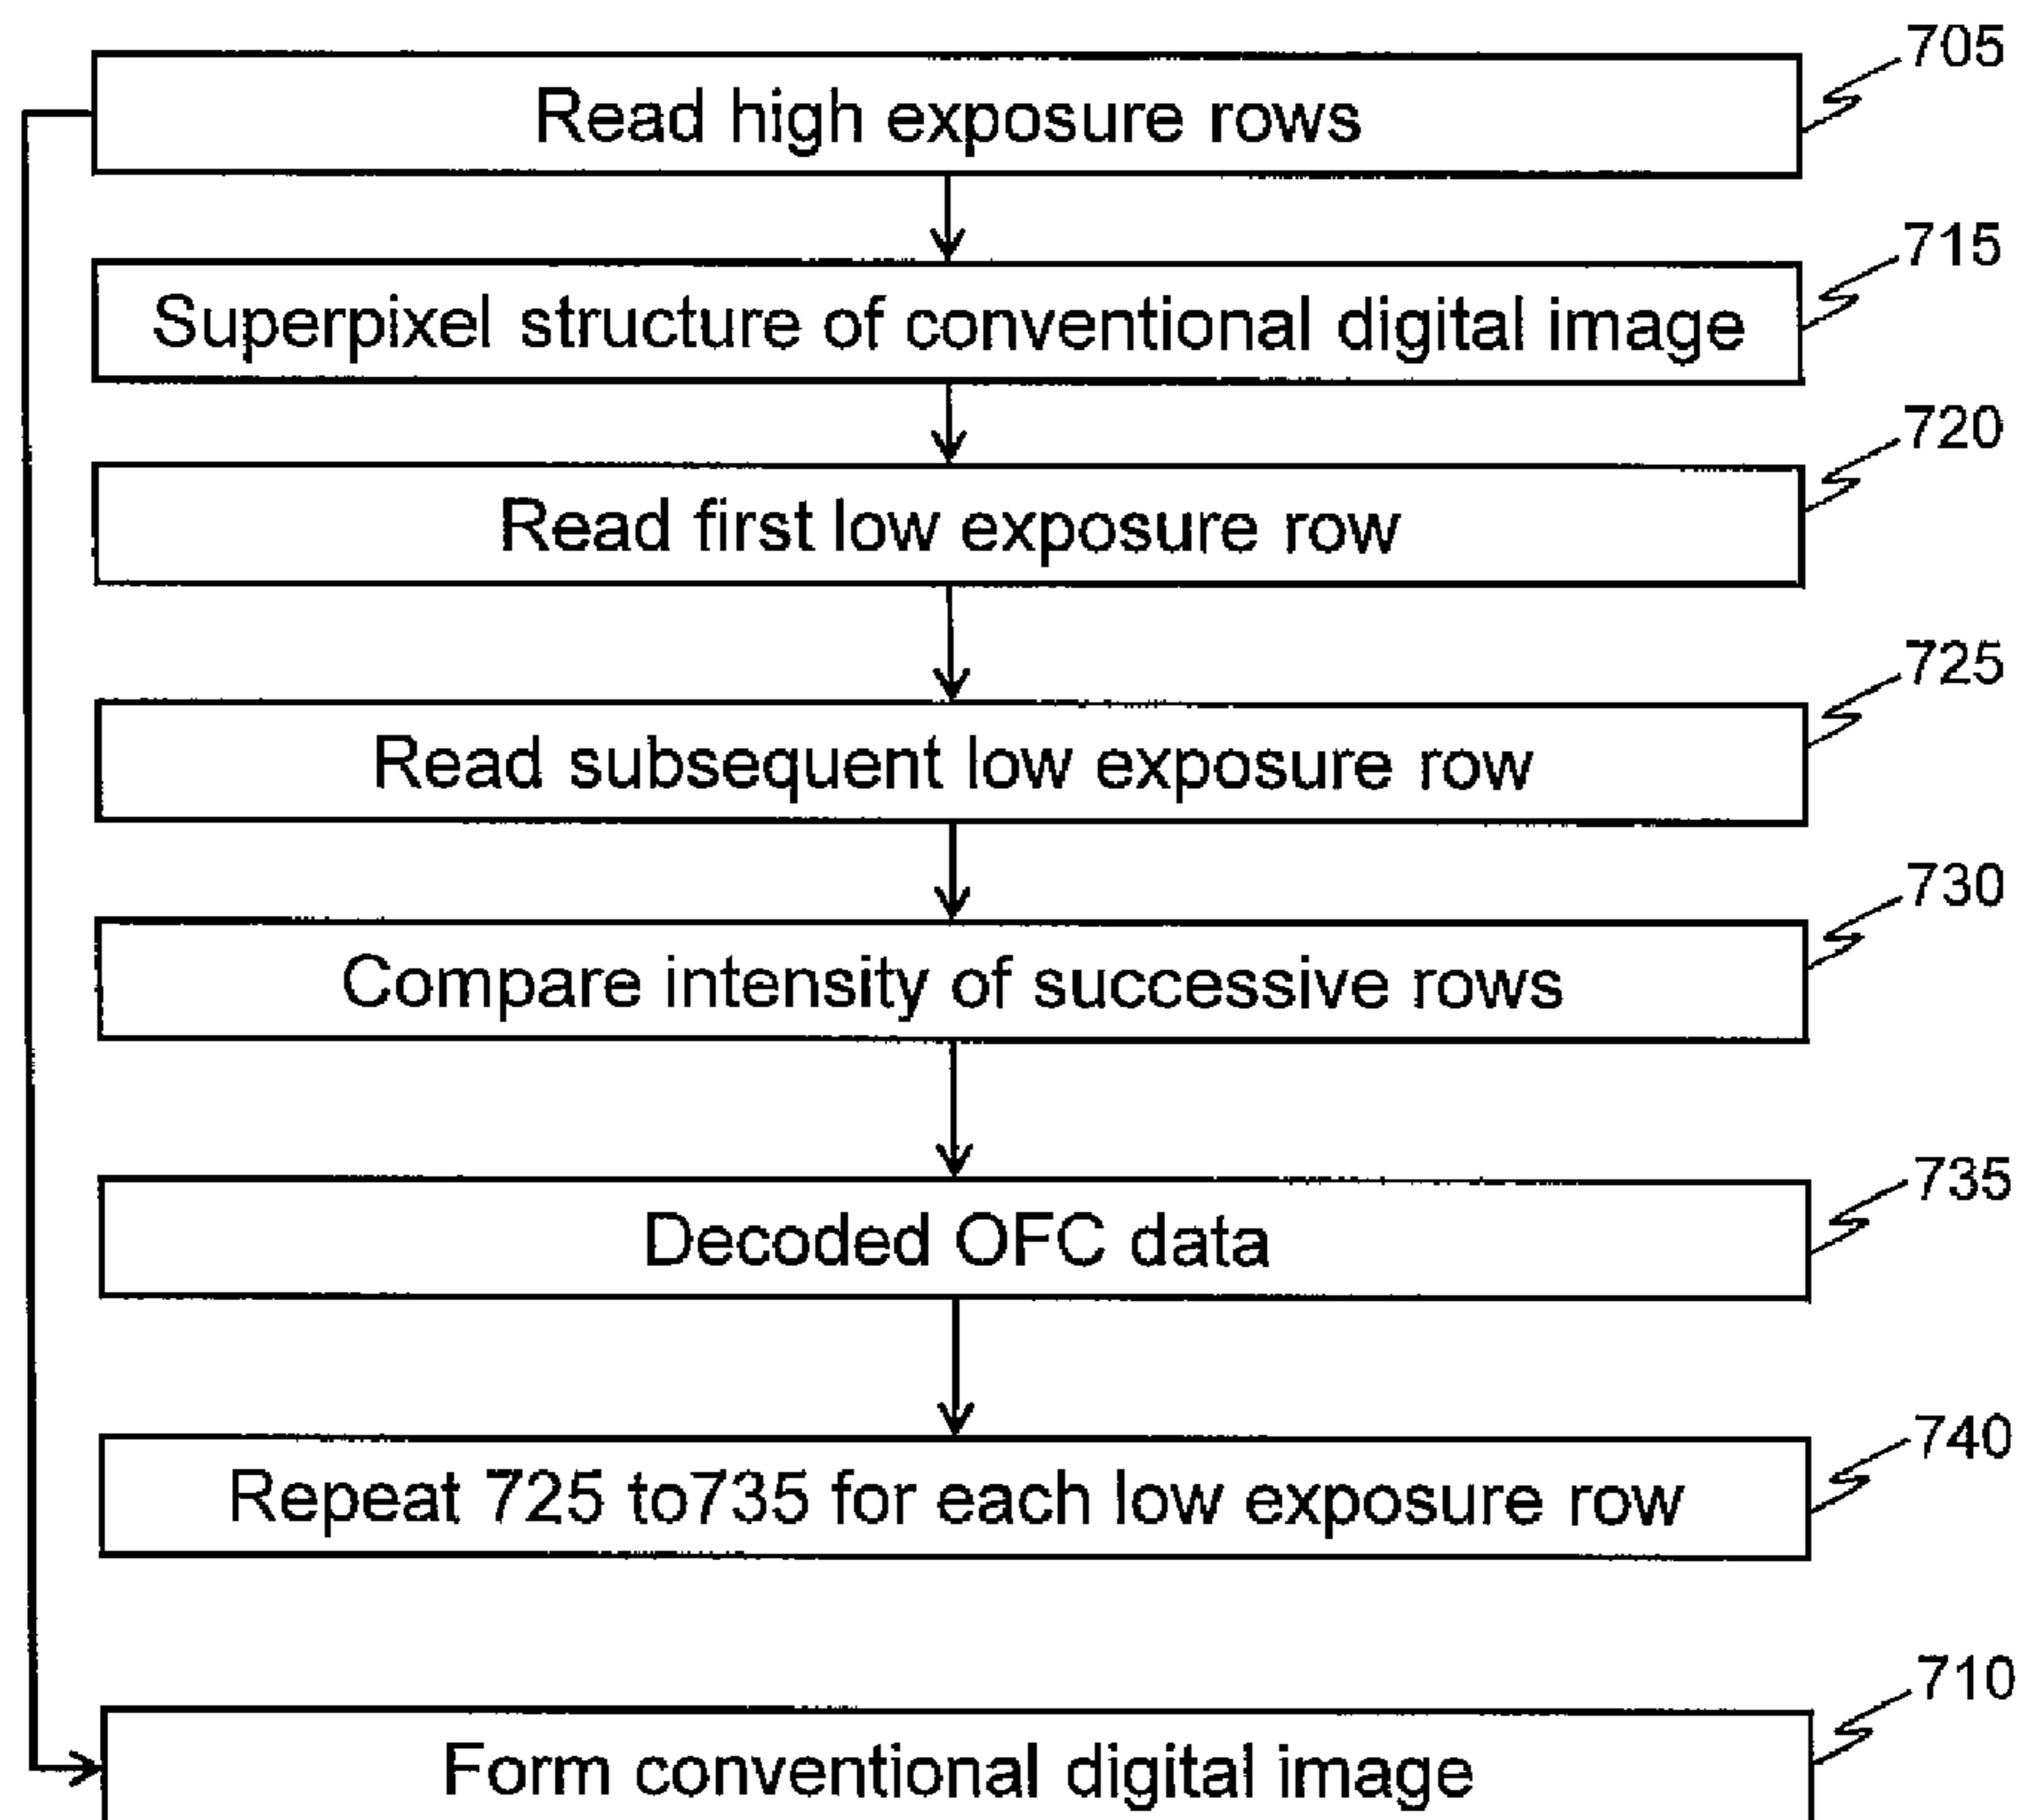 705
Read high exposure rows
715
Superpixel structure of conventional digital image
720
Read first low exposure row
725
Read subsequent low exposure row
730
Compare intensity of successive rows
735
Decoded OFC data
740
Repeat 725 to735 for each low exposure row
710
Form conventional digital image